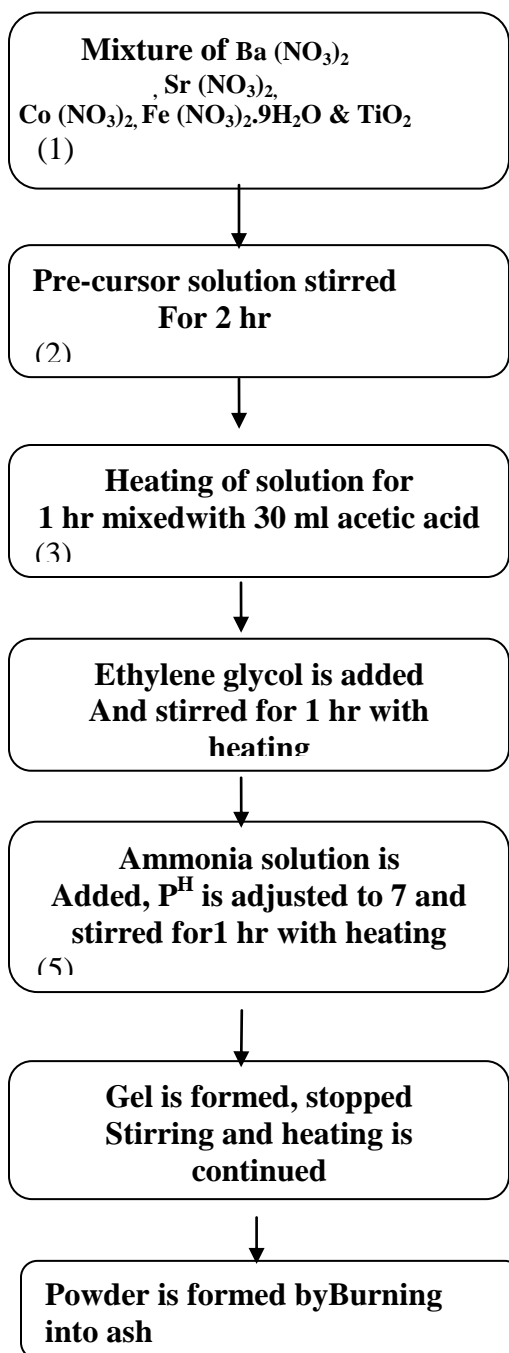 Mixture of Ba (NO₃)₂
, Sr (NO₃)₂,
Co (NO₃)₂, Fe (NO₃)₂.9H₂O & TiO₂
(1)
Pre-cursor solution stirred
For 2 hr
(2)
Heating of solution for
1 hr mixedwith 30 ml acetic acid
(3)
Ethylene glycol is added
And stirred for 1 hr with
heating
Ammonia solution is
Added, Pᴴ is adjusted to 7 and
stirred for1 hr with heating
(5)
Gel is formed, stopped
Stirring and heating is
continued
Powder is formed byBurning
into ash